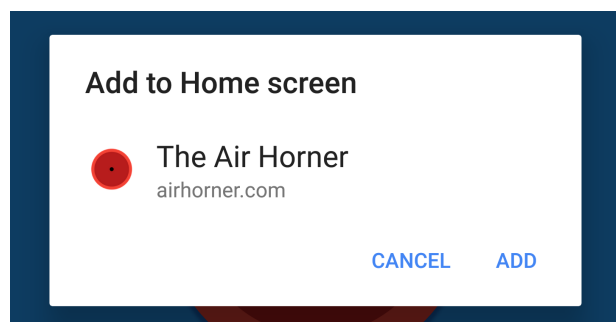 Add to Home screen
The Air Horner
airhorner.com
CANCEL ADD